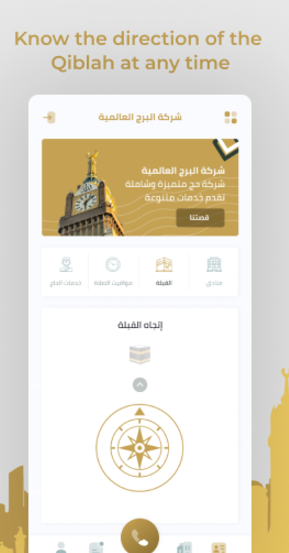 Know the direction of the
Qiblah at any time
شركة البرج العالمية
شركة البرج العالمية
شركة حج متميزة وشاملة
تقدم خدمات متنوعة
قصتنا
فنادق
القبلة
مواقيت الصلاة
خدمات الحاج
إتجاه القبلة